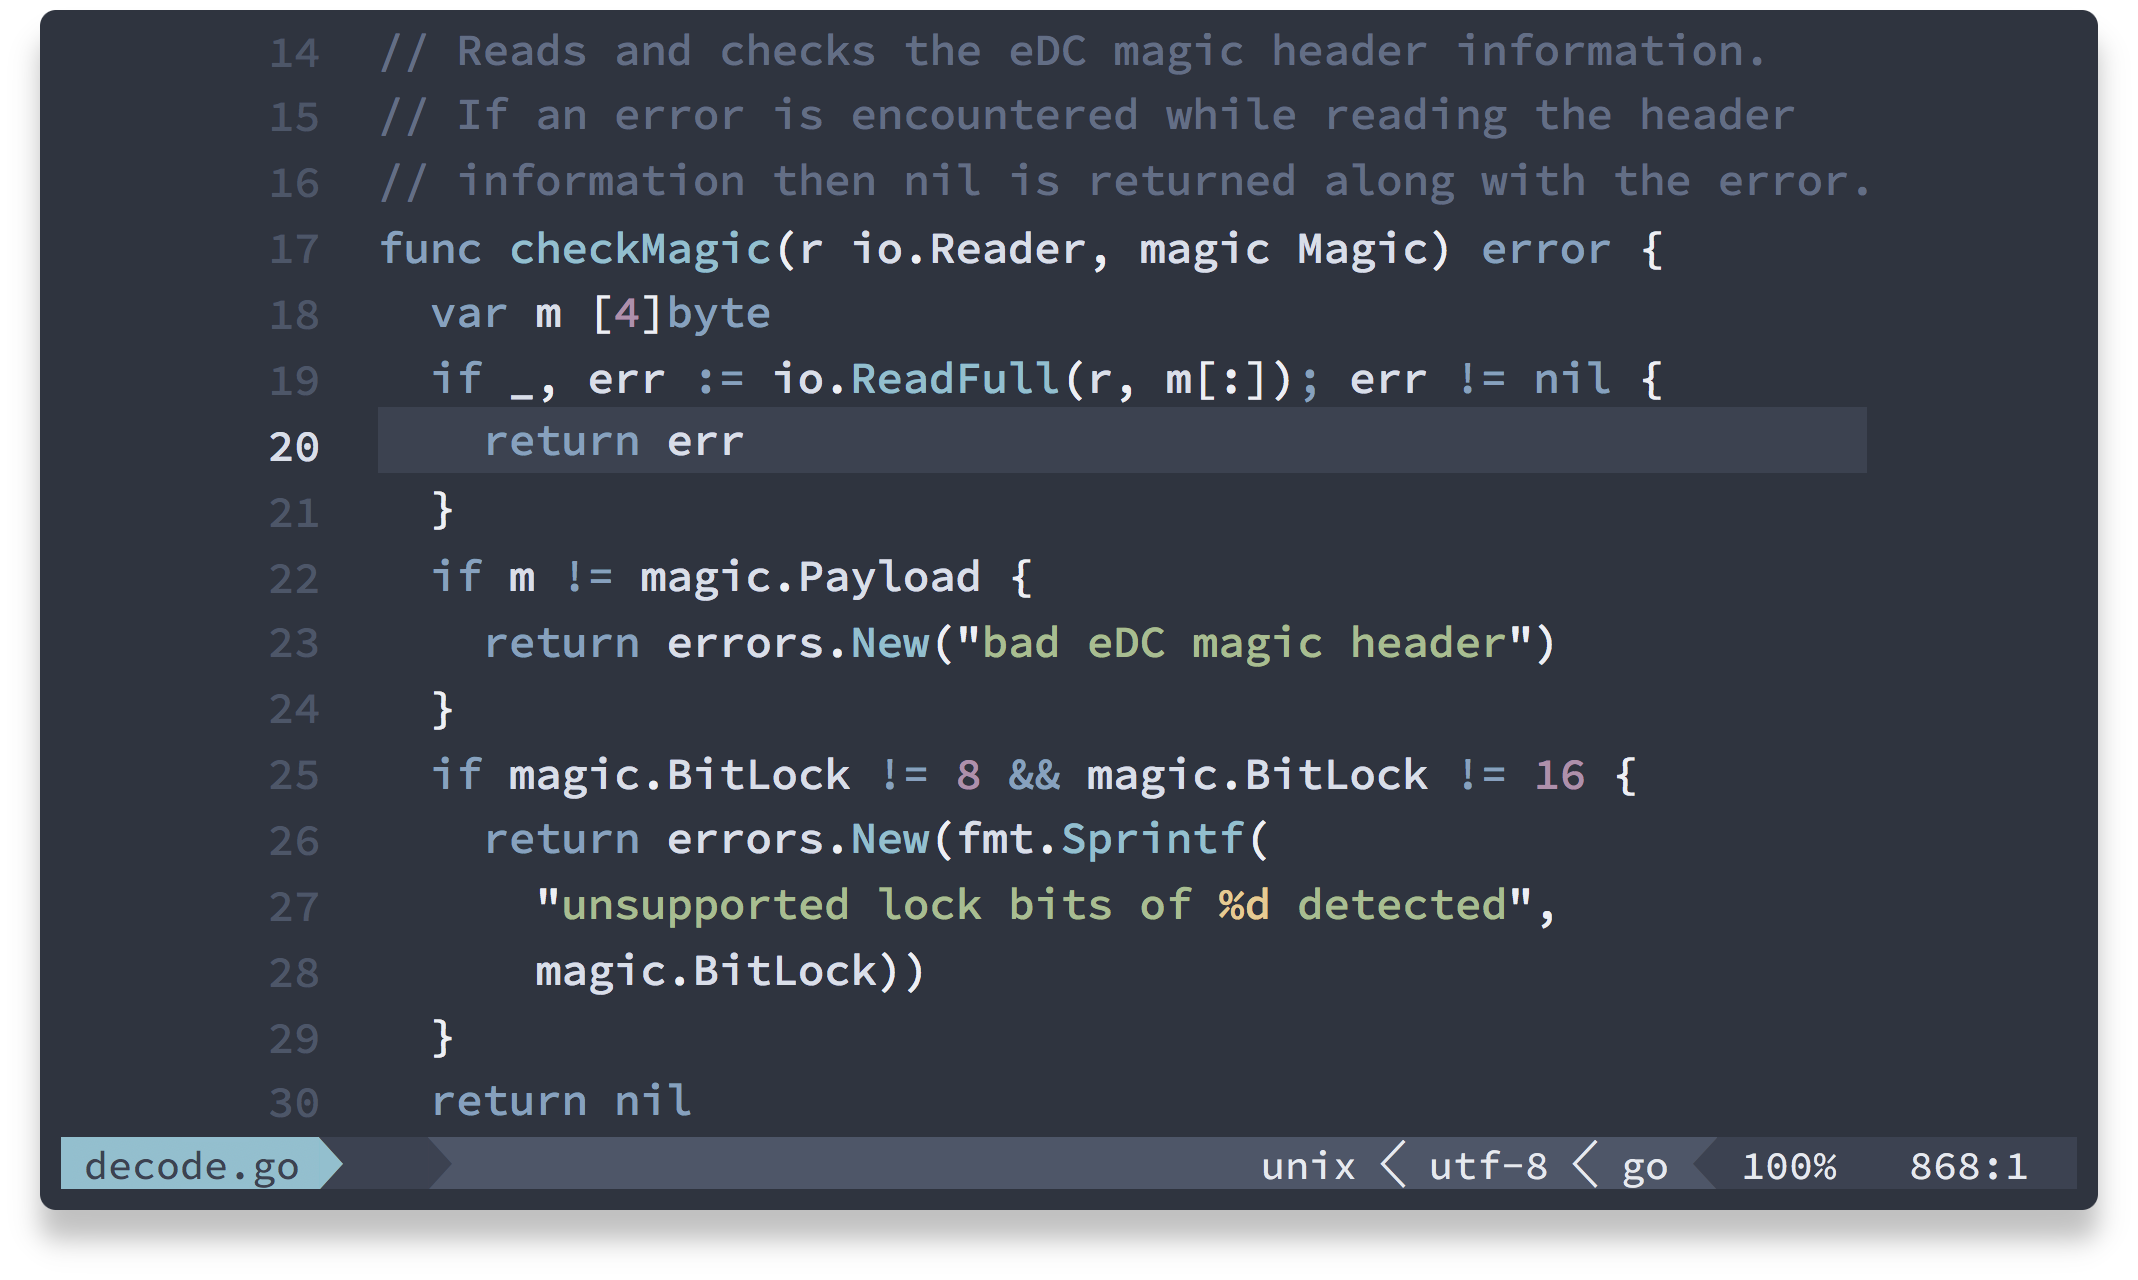 14 // Reads and checks the eDC magic header information.
15 // If an error is encountered while reading the header
16 // information then nil is returned along with the error.
17 func checkMagic(r io.Reader, magic Magic) error {
18   var m [4]byte
19   if _, err := io.ReadFull(r, m[:]); err != nil {
20     return err
21   }
22   if m != magic.Payload {
23     return errors.New("bad eDC magic header")
24   }
25   if magic.BitLock != 8 && magic.BitLock != 16 {
26     return errors.New(fmt.Sprintf(
27       "unsupported lock bits of %d detected",
28       magic.BitLock))
29   }
30   return nil
decode.go unix utf-8 go 100% 868:1